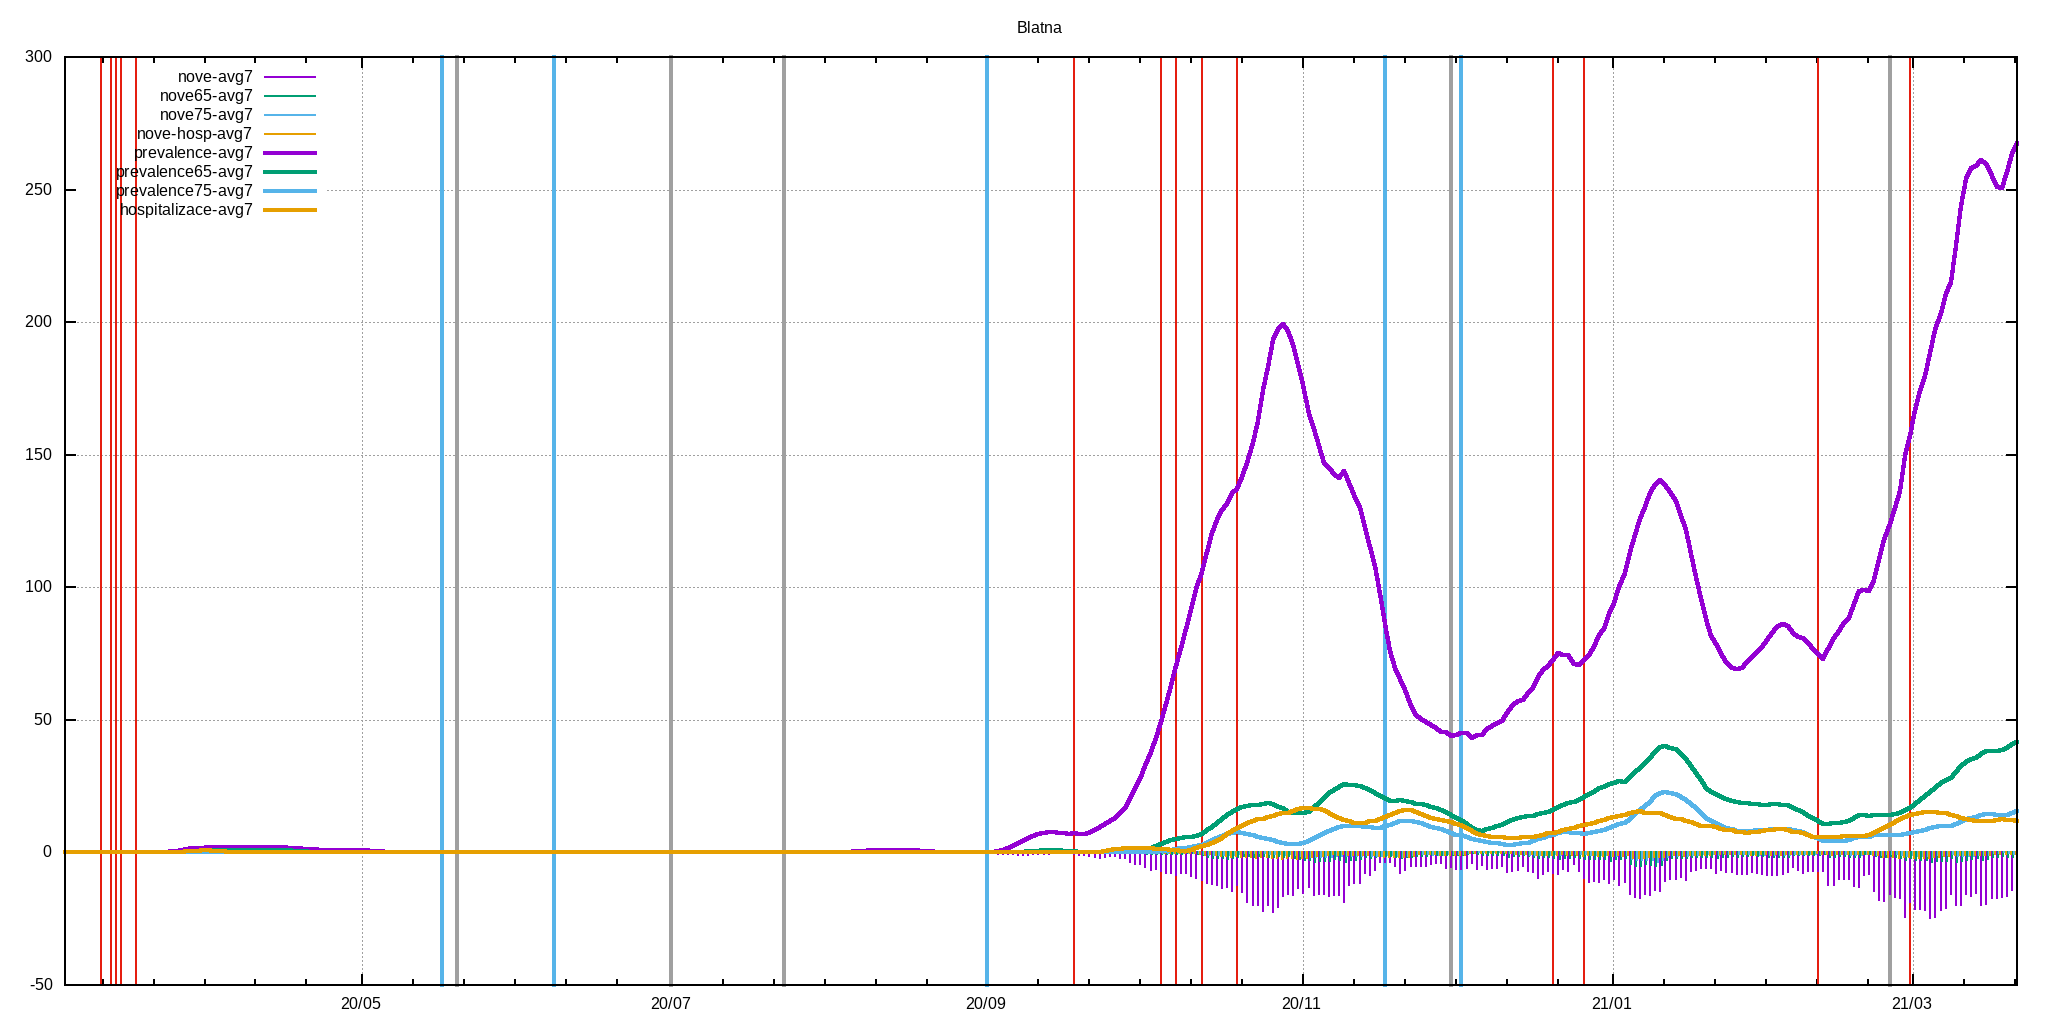 Blatna
300
250
200
150
100
50
0
-50
nove-avg7
nove65-avg7
nove75-avg7
nove-hosp-avg7
prevalence-avg7
prevalence65-avg7
prevalence75-avg7
hospitalizace-avg7
20/05
20/07
20/09
20/11
21/01
21/03